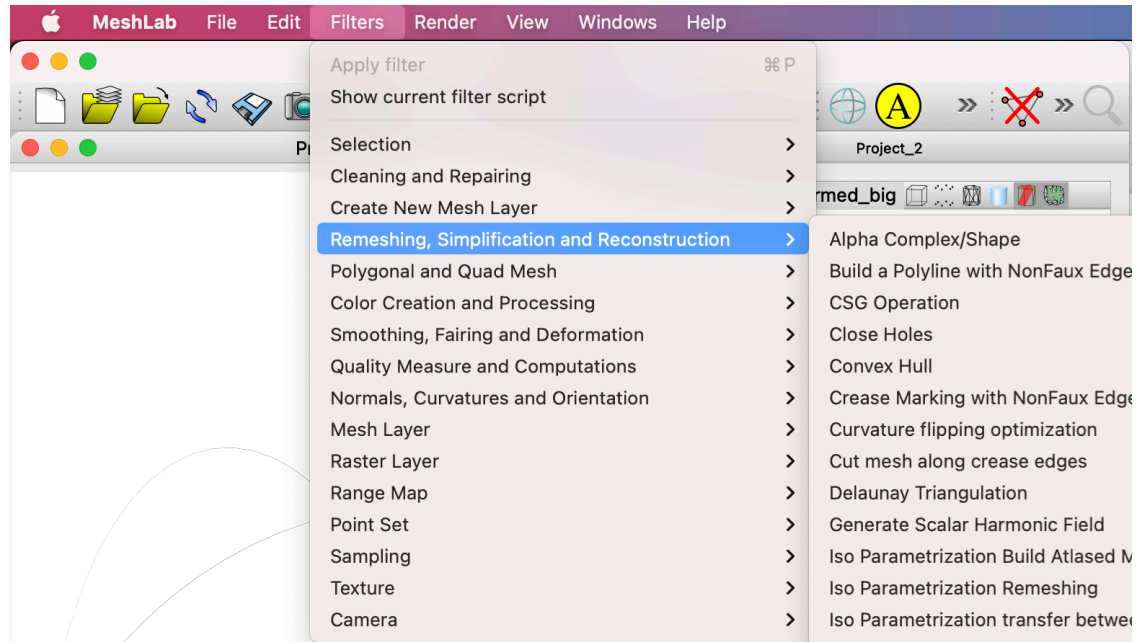 MeshLab File Edit Filters Render View Windows Help
Apply filter ⌘P
Show current filter script
A
Project_2
Selection
Cleaning and Repairing
Create New Mesh Layer
Remeshing, Simplification and Reconstruction
Polygonal and Quad Mesh
Color Creation and Processing
Smoothing, Fairing and Deformation
Quality Measure and Computations
Normals, Curvatures and Orientation
Mesh Layer
Raster Layer
Range Map
Point Set
Sampling
Texture
Camera
rmed_big
Alpha Complex/Shape
Build a Polyline with NonFaux Edge
CSG Operation
Close Holes
Convex Hull
Crease Marking with NonFaux Edge
Curvature flipping optimization
Cut mesh along crease edges
Delaunay Triangulation
Generate Scalar Harmonic Field
Iso Parametrization Build Atlased M
Iso Parametrization Remeshing
Iso Parametrization transfer betwee